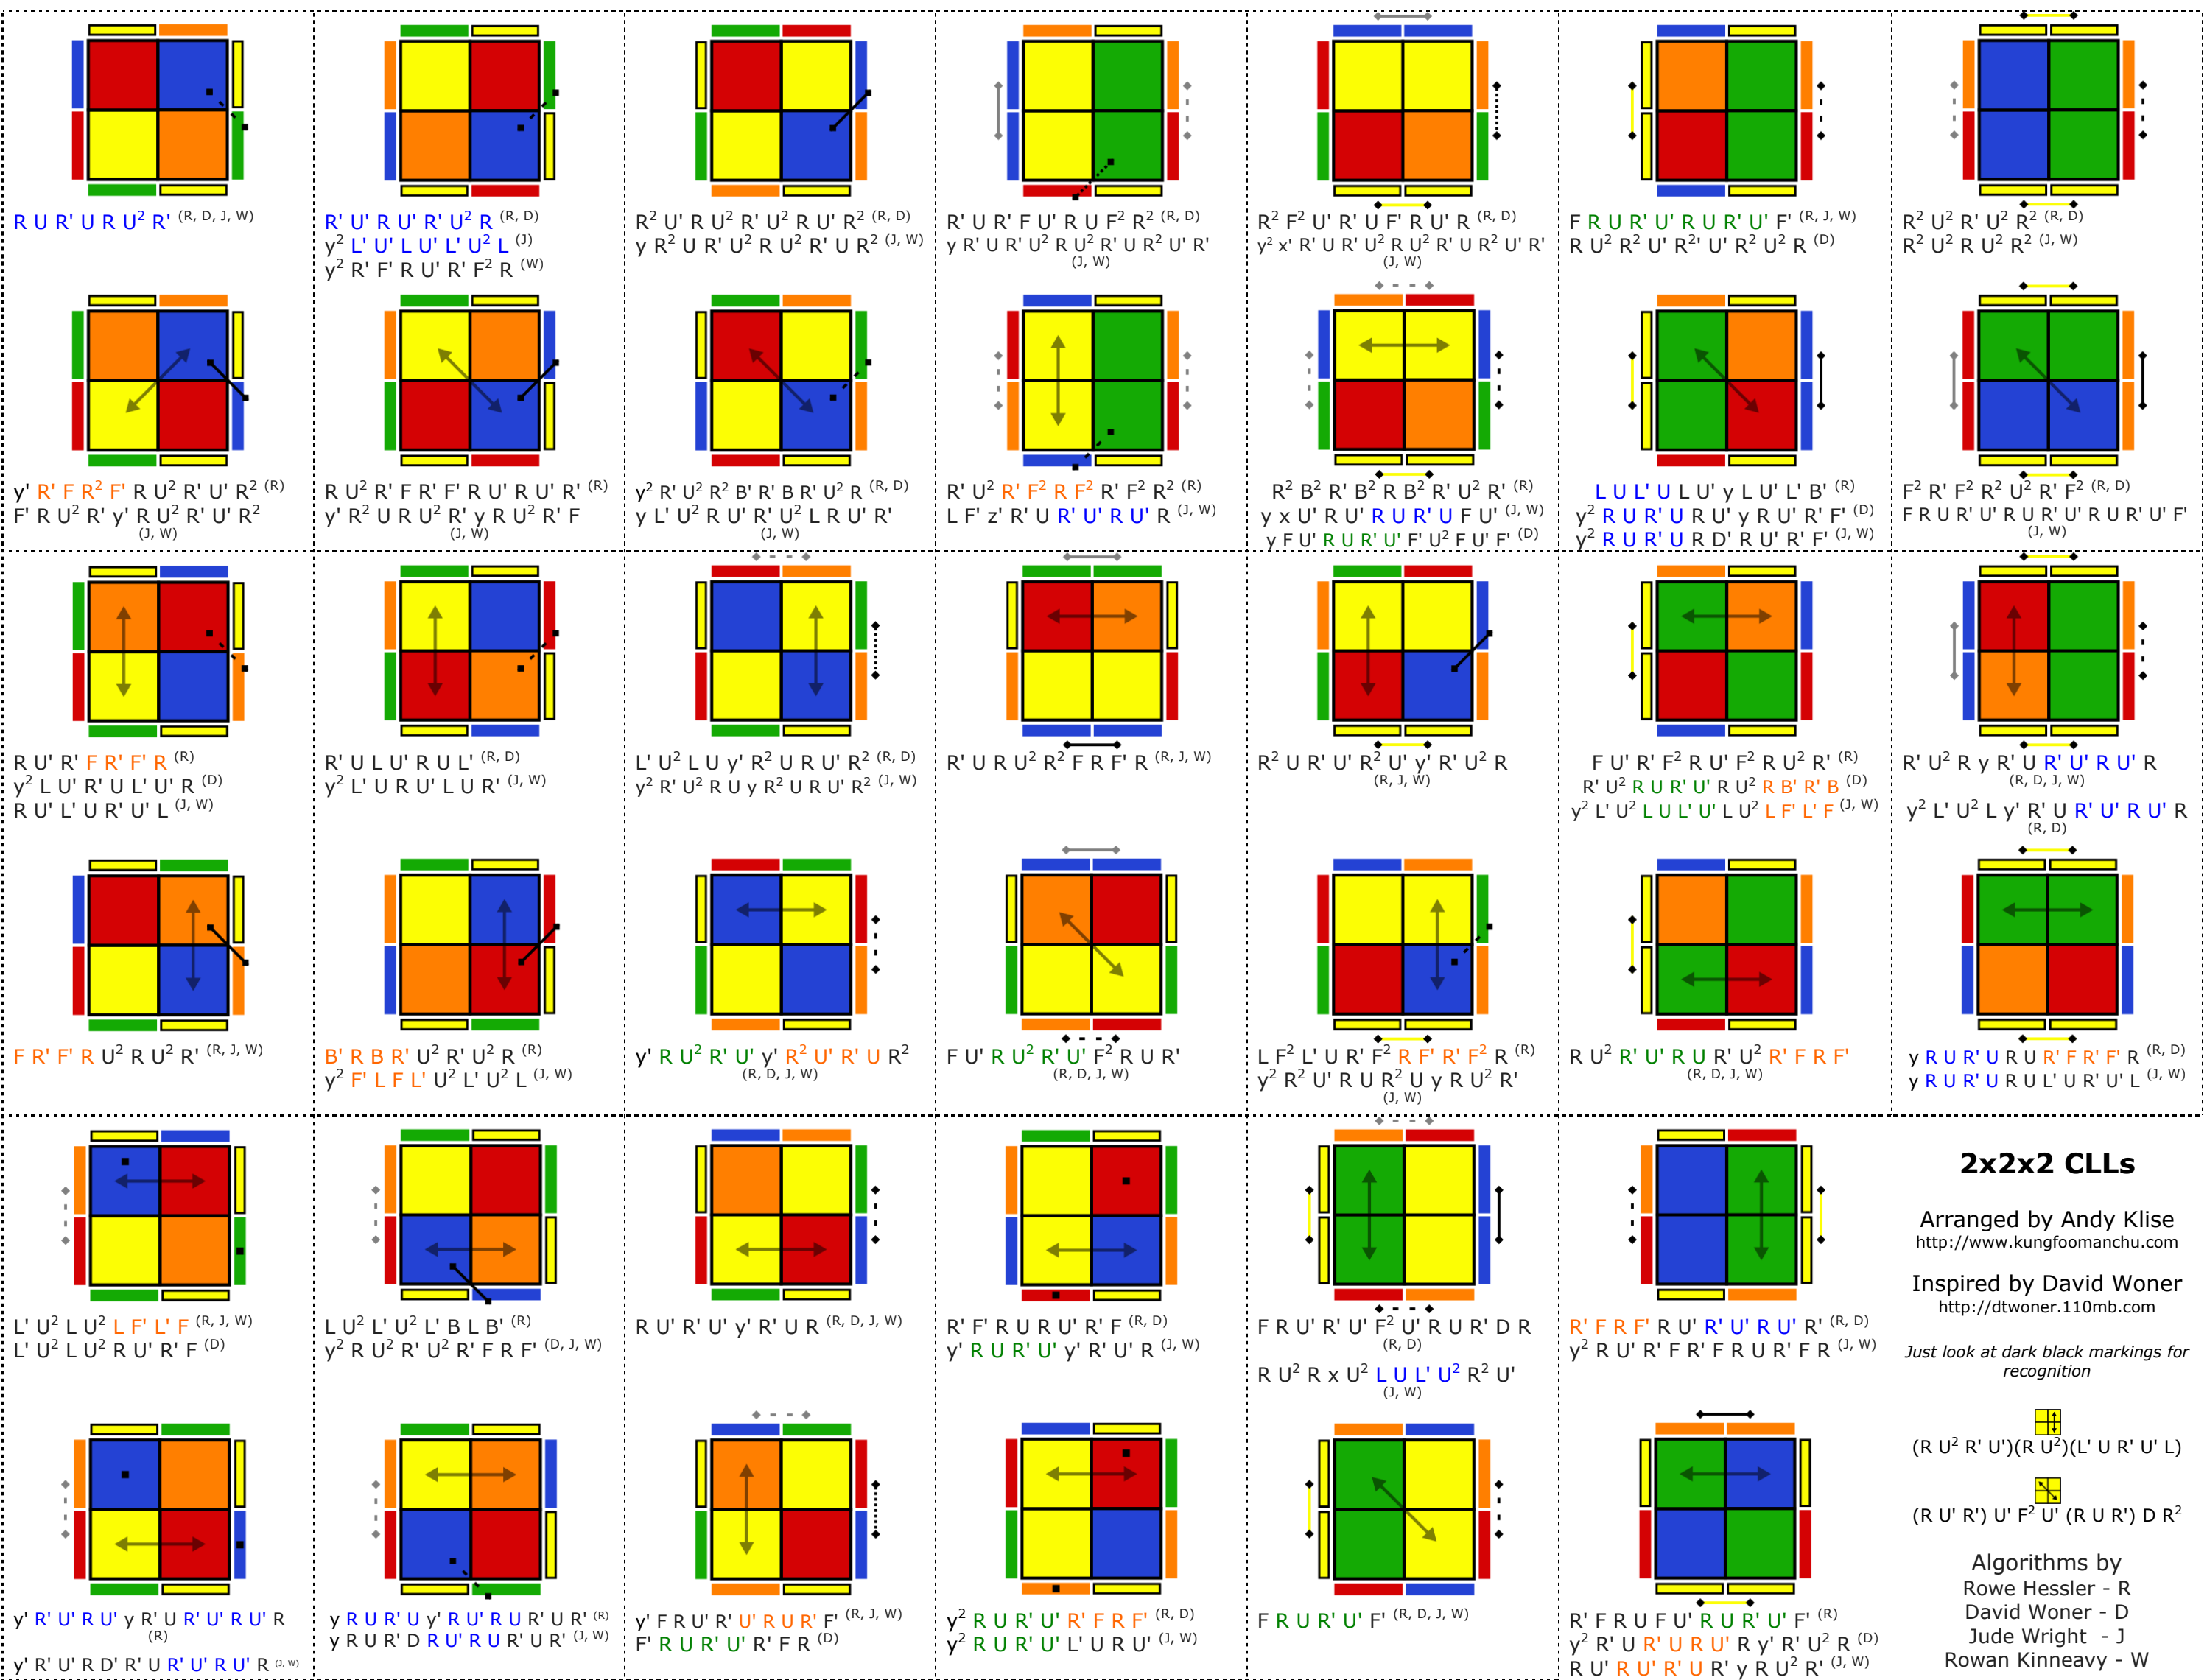 R U R' U R U² R' (R, D, J, W)
R' U' R U' R' U² R (R, D)
y² L' U' L U' L' U² L (J)
y² R' F' R U' R' F² R (W)
R² U' R U² R' U² R U' R² (R, D)
y R² U R' U² R U² R' U R² (J, W)
R' U R' F U' R U F² R² (R, D)
y R' U R' U² R U² R' U R² U' R'
(J, W)
R² F² U' R' U F' R U' R (R, D)
y² x' R' U R' U² R U² R' U R² U' R'
(J, W)
F R U R' U' R U R' U' F' (R, J, W)
R U² R² U' R²' U' R² U² R (D)
R² U² R' U² R² (R, D)
R² U² R U² R² (J, W)
y' R' F R² F' R U² R' U' R² (R)
F' R U² R' y' R U² R' U' R²
(J, W)
R U² R' F R' F' R U' R U' R' (R)
y' R² U R U² R' y R U² R' F
(J, W)
y² R' U² R² B' R' B R' U² R (R, D)
y L' U² R U' R' U² L R U' R'
(J, W)
R' U² R' F² R F² R' F² R² (R)
L F' z' R' U R' U' R U' R (J, W)
R² B² R' B² R B² R' U² R' (R)
y x U' R U' R U R' U F U' (J, W)
y F U' R U R' U' F' U² F U' F' (D)
L U L' U L U' y L U' L' B' (R)
y² R U R' U R U' y R U' R' F' (D)
y² R U R' U R D' R U' R' F' (J, W)
F² R' F² R² U² R' F² (R, D)
F R U R' U' R U R' U' R U R' U' F'
(J, W)
R U' R' F R' F' R (R)
y² L U' R' U L' U' R (D)
R U' L' U R' U' L (J, W)
R' U L U' R U L' (R, D)
y² L' U R U' L U R' (J, W)
L' U² L U y' R² U R U' R² (R, D)
y² R' U² R U y R² U R U' R² (J, W)
R' U R U² R² F R F' R (R, J, W)
R² U R' U' R² U' y' R' U² R
(R, J, W)
F U' R' F² R U' F² R U² R' (R)
R' U² R U R' U' R U² R B' R' B (D)
y² L' U² L U L' U' L U² L F' L' F (J, W)
R' U² R y R' U R' U' R U' R
(R, D, J, W)
y² L' U² L y' R' U R' U' R U' R
(R, D)
F R' F' R U² R U² R' (R, J, W)
B' R B R' U² R' U² R (R)
y² F' L F L' U² L' U² L (J, W)
y' R U² R' U' y' R² U' R' U R²
(R, D, J, W)
F U' R U² R' U' F² R U R'
(R, D, J, W)
L F² L' U R' F² R F' R' F² R (R)
y² R² U' R U R² U y R U² R'
(J, W)
R U² R' U' R U R' U² R' F R F'
(R, D, J, W)
y R U R' U R U R' F R' F' R (R, D)
y R U R' U R U L' U R' U' L (J, W)
L' U² L U² L F' L' F (R, J, W)
L' U² L U² R U' R' F (D)
L U² L' U² L' B L B' (R)
y² R U² R' U² R' F R F' (D, J, W)
R U' R' U' y' R' U R (R, D, J, W)
R' F' R U R U' R' F (R, D)
y' R U R' U' y' R' U' R (J, W)
F R U' R' U' F² U' R U R' D R
(R, D)
R U² R x U² L U L' U² R² U'
(J, W)
R' F R F' R U' R' U' R U' R' (R, D)
y² R U' R' F R' F R U R' F R (J, W)
2x2x2 CLLs
Arranged by Andy Klise
http://www.kungfoomanchu.com
Inspired by David Woner
http://dtwoner.110mb.com
Just look at dark black markings for
recognition
(R U² R' U')(R U²)(L' U R' U' L)
(R U' R') U' F² U' (R U R') D R²
Algorithms by
Rowe Hessler - R
David Woner - D
Jude Wright - J
Rowan Kinneavy - W
y' R' U' R U' y R' U R' U' R U' R
(R)
y' R' U' R D' R' U R' U' R U' R (J, W)
y R U R' U y' R U' R U R' U R' (R)
y R U R' D R U' R U R' U R' (J, W)
y' F R U' R' U' R U R' F' (R, J, W)
F' R U R' U' R' F R (D)
y² R U R' U' R' F R F' (R, D)
y² R U R' U' L' U R U' (J, W)
F R U R' U' F' (R, D, J, W)
R' F R U F U' R U R' U' F' (R)
y² R' U R' U R U' R y' R' U² R (D)
R U' R U' R' U R' y R U² R' (J, W)